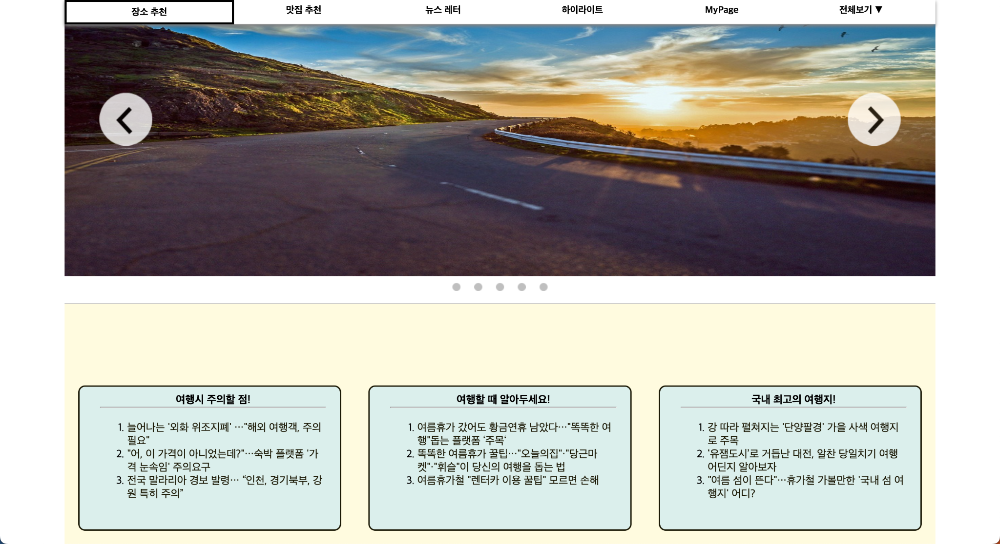 장소 추천
맛집 추천
뉴스 레터
하이라이트
MyPage
전체보기 ▼
여행시 주의할 점!
1. 늘어나는 '외화 위조지폐' …"해외 여행객, 주의
필요"
2. "어, 이 가격이 아니었는데?"…숙박 플랫폼 '가
격 눈속임' 주의요구
3. 전국 말라리아 경보 발령… “인천, 경기북부, 강
원 특히 주의”
여행할 때 알아두세요!
1. 여름휴가 갔어도 황금연휴 남았다…"똑똑한 여
행"돕는 플랫폼 ‘주목‘
2. 똑똑한 여름휴가 꿀팁…"오늘의집"·"당근마
켓"·"휘슬"이 당신의 여행을 돕는 법
3. 여름휴가철 "렌터카 이용 꿀팁" 모르면 손해
국내 최고의 여행지!
1. 강 따라 펼쳐지는 '단양팔경' 가을 사색 여행지
로 주목
2. ‘유잼도시’로 거듭난 대전, 알찬 당일치기 여행
어딘지 알아보자
3. "여름 섬이 뜬다"…휴가철 가볼만한 '국내 섬 여
행지' 어디?